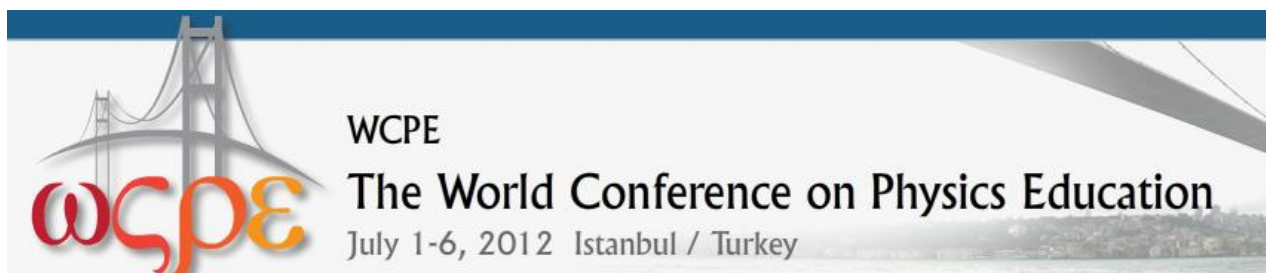 WCPE
The World Conference on Physics Education
July 1-6, 2012 Istanbul / Turkey
ωςρε